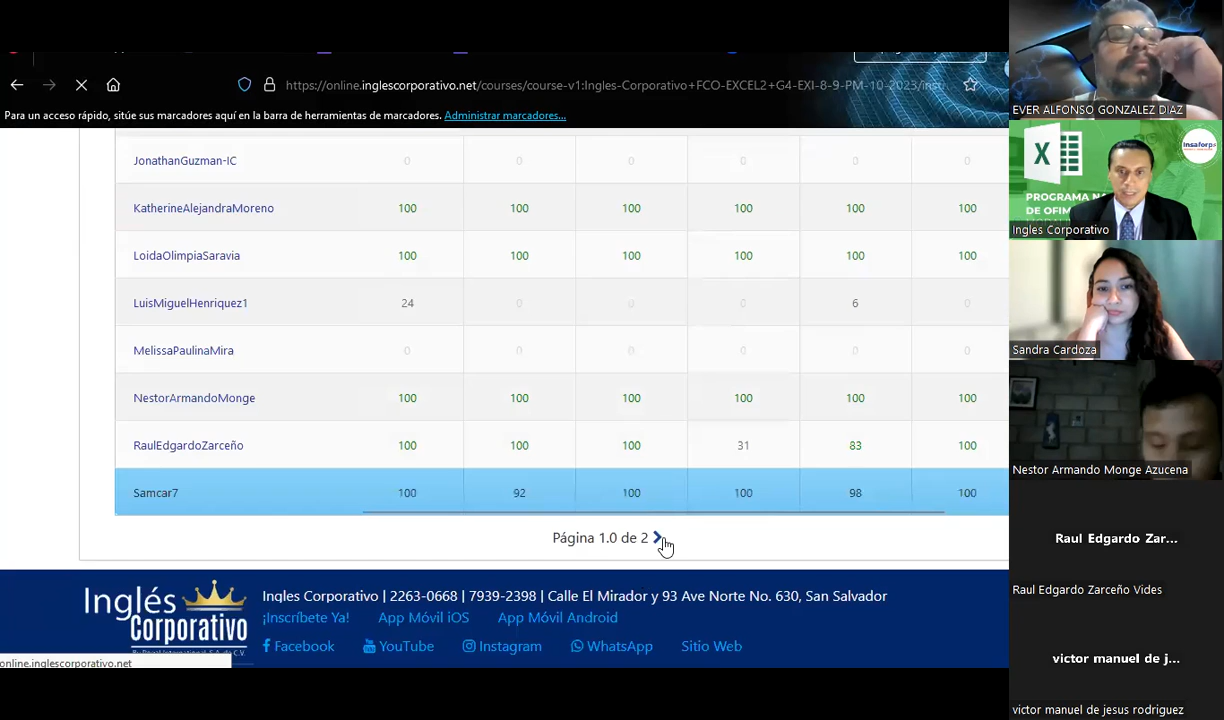 https://online.inglescorporativo.net/courses/course-v1:Ingles-Corporativo+FCO-EXCEL2+G4-EXI-8-9-PM-10-2023/inst
Para un acceso rápido, sitúe sus marcadores aquí en la barra de herramientas de marcadores. Administrar marcadores...
JonathanGuzman-IC 0 0 0 0 0 0
KatherineAlejandraMoreno 100 100 100 100 100 100
LoidaOlimpiaSaravia 100 100 100 100 100 100
LuisMiguelHenriquez1 24 0 0 0 6 0
MelissaPaulinaMira 0 0 0 0 0 0
NestorArmandoMonge 100 100 100 100 100 100
RaulEdgardoZarceño 100 100 100 31 83 100
Samcar7 100 92 100 100 98 100
Página 1.0 de 2
Inglés Corporativo
Ingles Corporativo | 2263-0668 | 7939-2398 | Calle El Mirador y 93 Ave Norte No. 630, San Salvador
¡Inscríbete Ya! App Móvil iOS App Móvil Android
Facebook YouTube Instagram WhatsApp Sitio Web
online.inglescorporativo.net
EVER ALFONSO GONZALEZ DIAZ
X
Insaforp
PROGRAMA
DE
Ingles Corporativo
Sandra Cardoza
Nestor Armando Monge Azucena
Raul Edgardo Zar...
Raul Edgardo Zarceño Vides
victor manuel de j...
victor manuel de jesus rodriguez